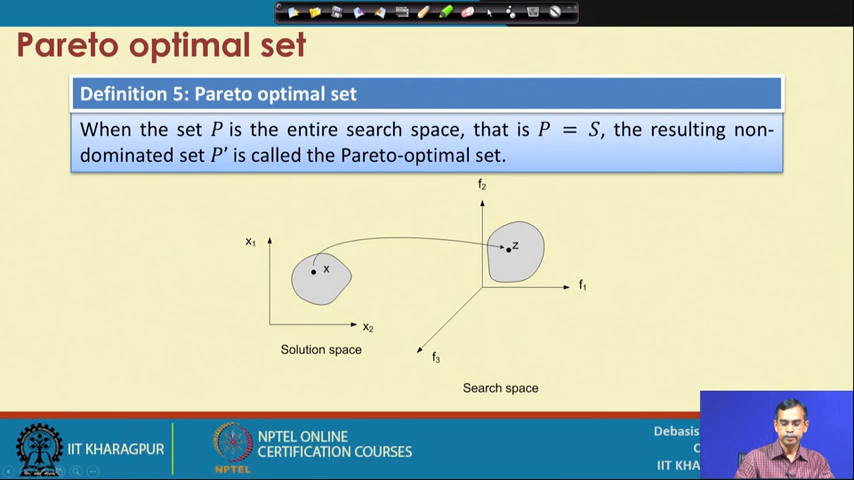 Pareto optimal set
Definition 5: Pareto optimal set
When the set P is the entire search space, that is P = S, the resulting non-
dominated set P' is called the Pareto-optimal set.
f2
x1
x
z
f1
x2
f3
Solution space
Search space
IIT KHARAGPUR
NPTEL
NPTEL ONLINE
CERTIFICATION COURSES
Debasis
C
IIT KHA